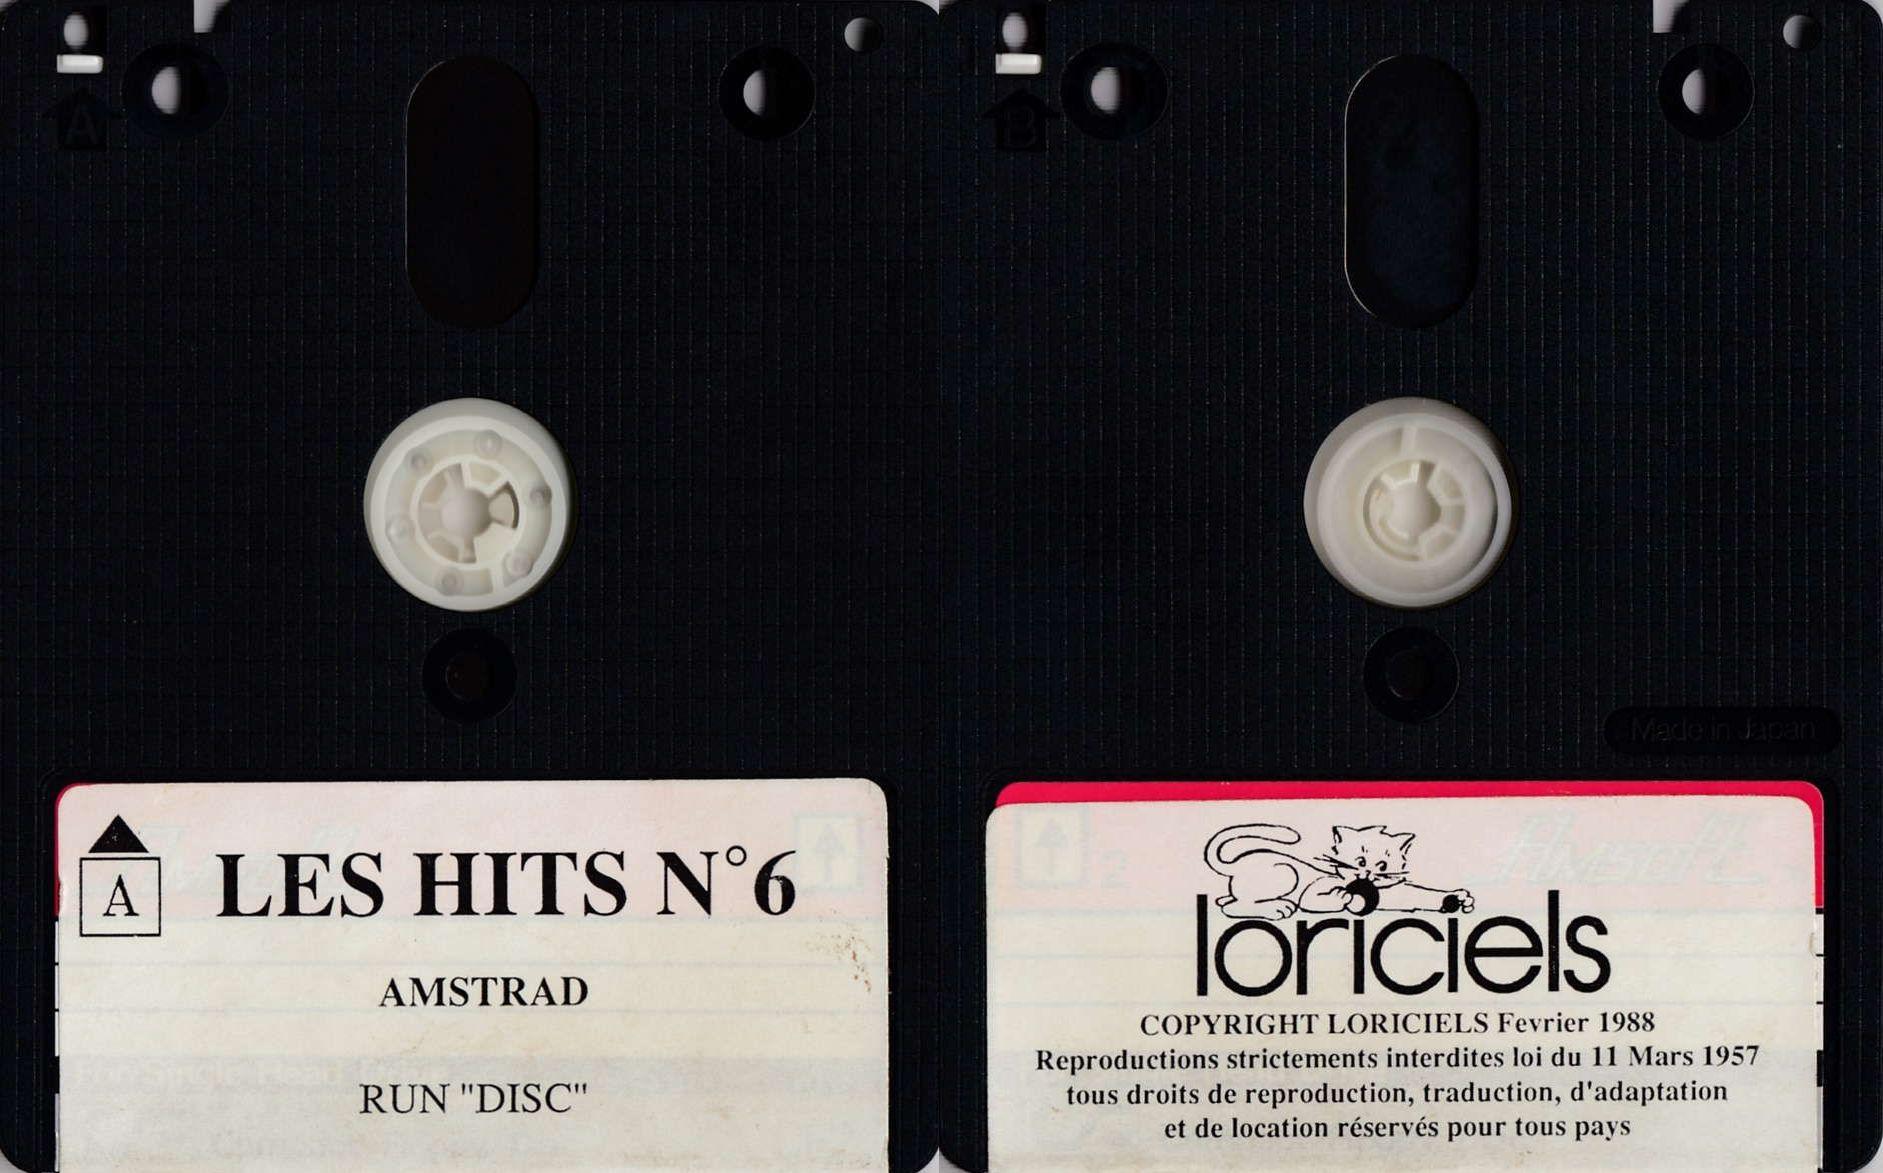 A
A
LES HITS N°6
AMSTRAD
RUN "DISC"
B
Made in Japan
loriciels
COPYRIGHT LORICIELS Fevrier 1988
Reproductions strictements interdites loi du 11 Mars 1957
tous droits de reproduction, traduction, d'adaptation
et de location réservés pour tous pays